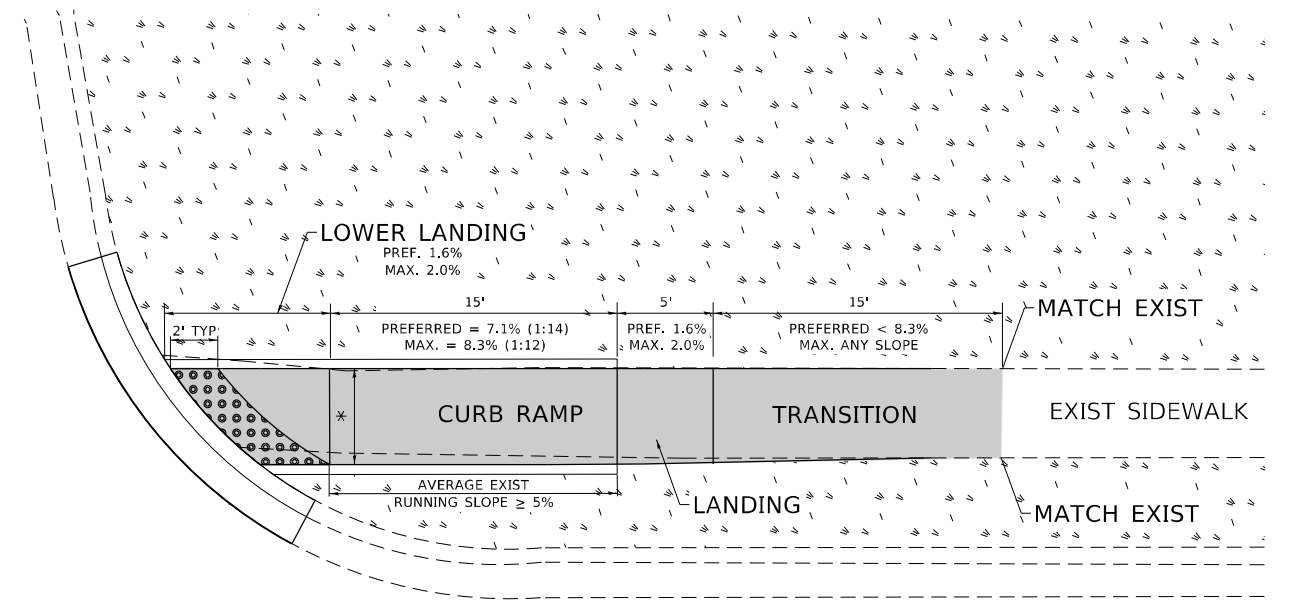 LOWER LANDING
PREF. 1.6%
MAX. 2.0%
15'
5'
15'
MATCH EXIST
2' TYP
PREFERRED = 7.1% (1:14)
MAX. = 8.3% (1:12)
PREF. 1.6%
MAX. 2.0%
PREFERRED < 8.3%
MAX. ANY SLOPE
*
CURB RAMP
TRANSITION
EXIST SIDEWALK
AVERAGE EXIST
RUNNING SLOPE ≥ 5%
LANDING
MATCH EXIST